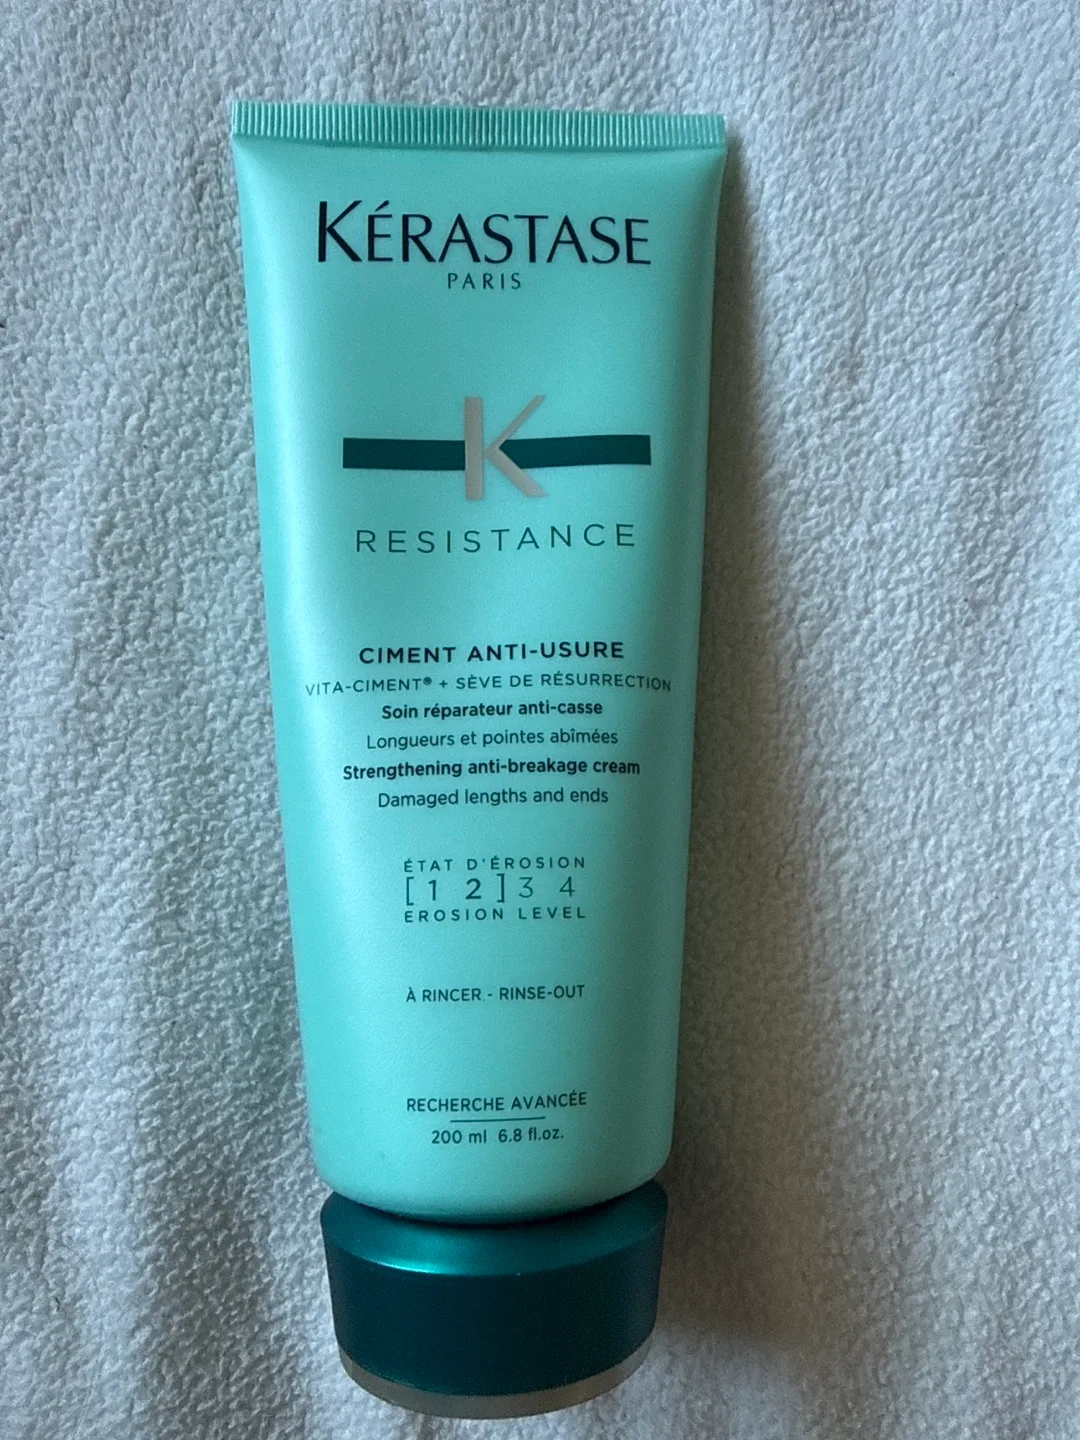 KÉRASTASE
PARIS
K
RESISTANCE
CIMENT ANTI-USURE
VITA-CIMENT® + SÈVE DE RÉSURRECTION
Soin réparateur anti-casse
Longueurs et pointes abîmées
Strengthening anti-breakage cream
Damaged lengths and ends
ÉTAT D'ÉROSION
[1 2]3 4
EROSION LEVEL
À RINCER - RINSE-OUT
RECHERCHE AVANCÉE
200 ml 6.8 fl.oz.